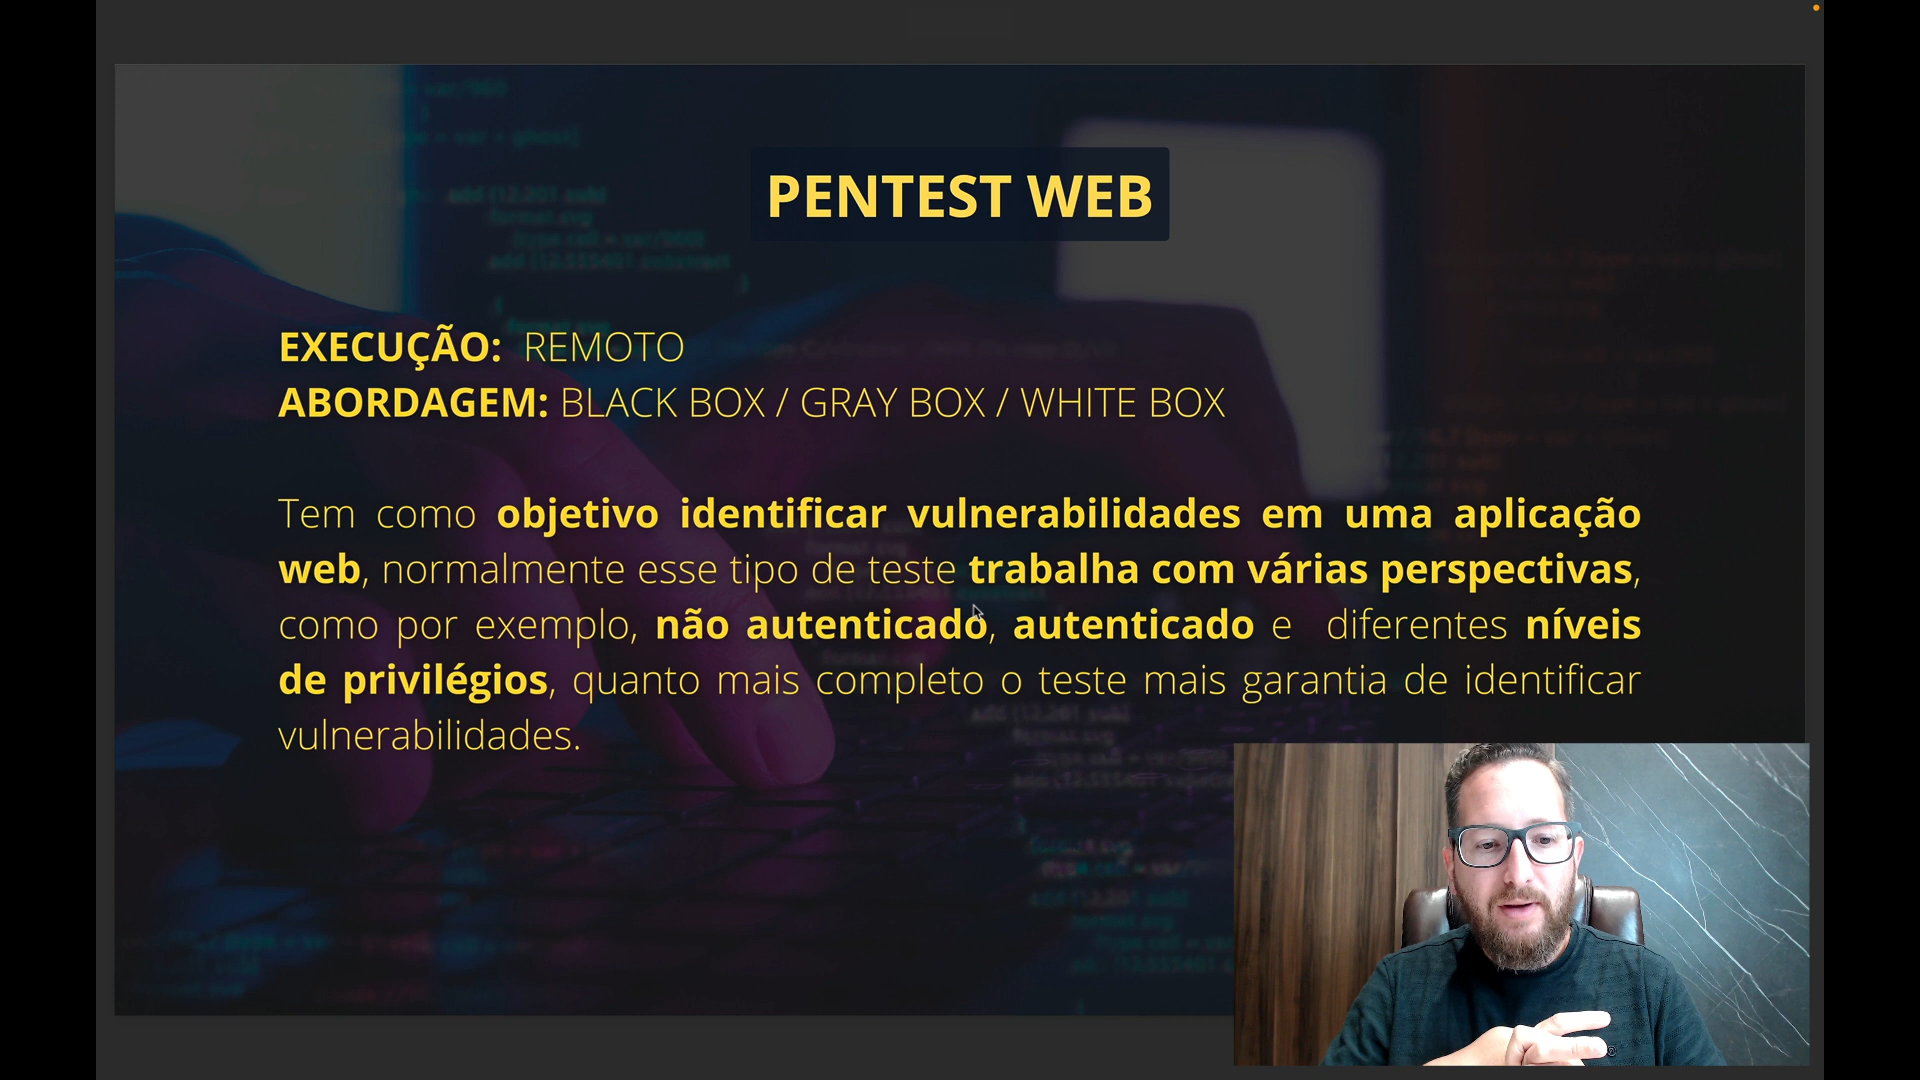 PENTEST WEB
EXECUÇÃO: REMOTO
ABORDAGEM: BLACK BOX / GRAY BOX / WHITE BOX
Tem como objetivo identificar vulnerabilidades em uma aplicação
web, normalmente esse tipo de teste trabalha com várias perspectivas,
como por exemplo, não autenticado, autenticado e diferentes níveis
de privilégios, quanto mais completo o teste mais garantia de identificar
vulnerabilidades.